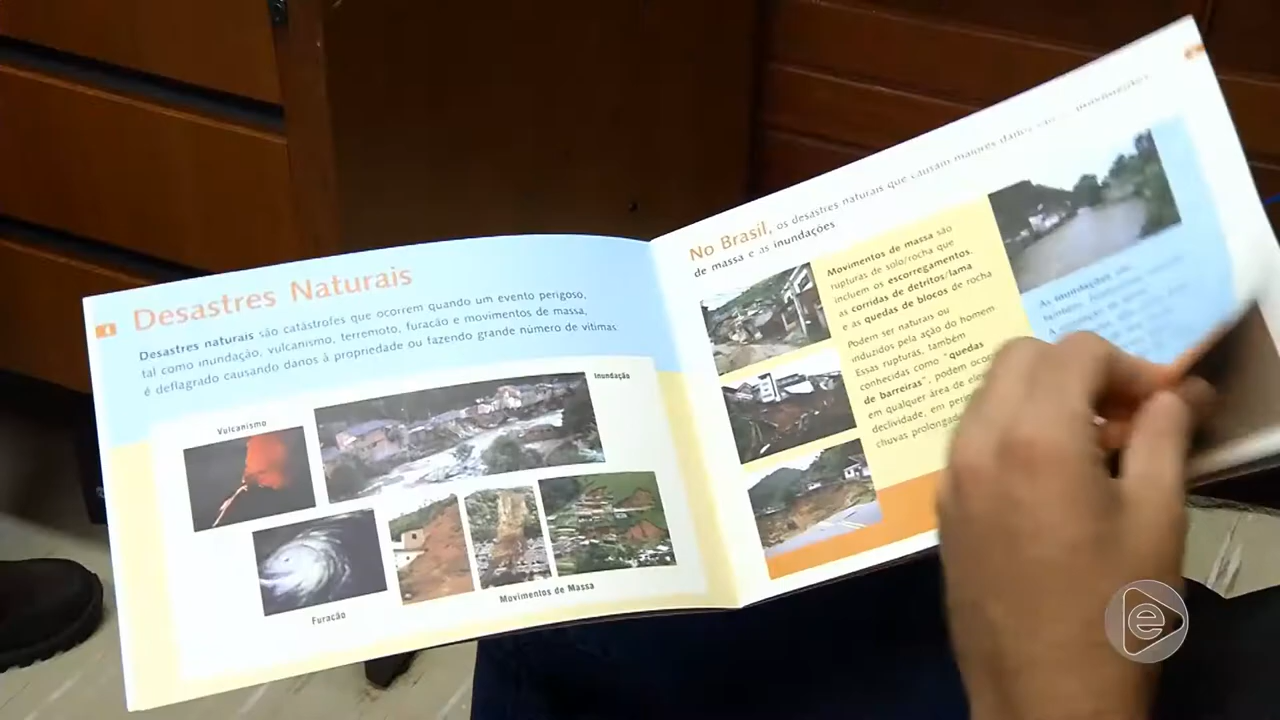 4
Desastres Naturais
Desastres naturais são catástrofes que ocorrem quando um evento perigoso,
tal como inundação, vulcanismo, terremoto, furacão e movimentos de massa,
é deflagrado causando danos à propriedade ou fazendo grande número de vítimas
Vulcanismo
Inundação
Furacão
Movimentos de Massa
No Brasil, os desastres naturais que causam maiores danos
de massa e as inundações
Movimentos de massa são
rupturas de solo/rocha que
incluem os escorregamentos,
as corridas de detritos/lama
e as quedas de blocos de rocha
Podem ser naturais ou
induzidos pela ação do homem
Essas rupturas, também
conhecidas como "quedas
de barreiras", podem
em qualquer área de
declividade, em
chuvas
As inundações
e